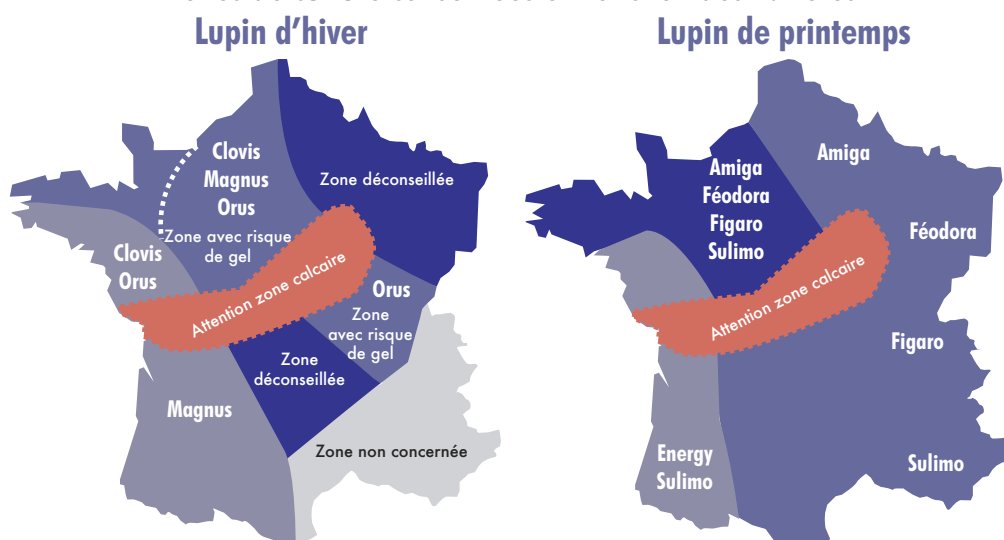 Lupin d'hiver
Clovis
Magnus
Orus
Zone avec risque
de gel
Zone déconseillée
Clovis
Orus
Attention zone calcaire
Orus
Zone
avec risque
de gel
Zone
déconseillée
Magnus
Zone non concernée
Lupin de printemps
Amiga
Féodora
Figaro
Sulimo
Amiga
Féodora
Attention zone calcaire
Figaro
Energy
Sulimo
Sulimo